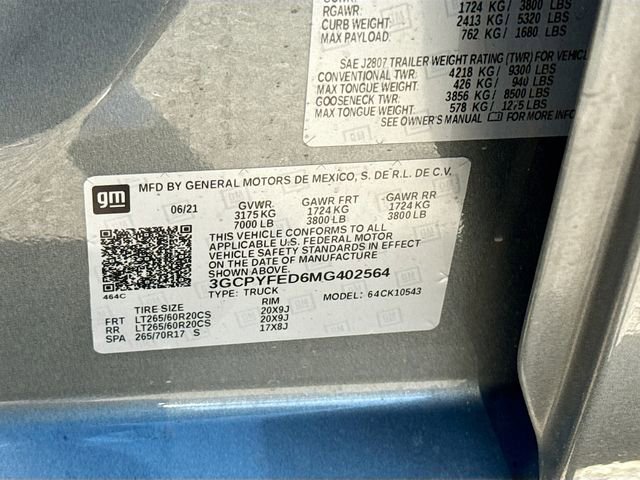 RGAWR: 1724 KG / 3800 LBS
CURB WEIGHT: 2413 KG / 5320 LBS
MAX PAYLOAD: 762 KG / 1680 LBS
SAE J2807 TRAILER WEIGHT RATING (TWR) FOR VEHICL
CONVENTIONAL TWR: 4218 KG / 9300 LBS
MAX TONGUE WEIGHT: 426 KG / 940 LBS
GOOSENECK TWR: 3856 KG / 8500 LBS
MAX TONGUE WEIGHT: 578 KG / 1275 LBS
SEE OWNER'S MANUAL FOR MORE INFORM
gm
MFD BY GENERAL MOTORS DE MEXICO, S. DE R.L. DE C.V.
06/21 GVWR GAWR FRT GAWR RR
3175 KG 1724 KG 1724 KG
7000 LB 3800 LB 3800 LB
THIS VEHICLE CONFORMS TO ALL
APPLICABLE U.S. FEDERAL MOTOR
VEHICLE SAFETY STANDARDS IN EFFECT
ON THE DATE OF MANUFACTURE
SHOWN ABOVE.
464C
3GCPYFED6MG402564
TYPE: TRUCK MODEL: 64CK10543
TIRE SIZE RIM
FRT LT265/60R20CS 20X9J
RR LT265/60R20CS 20X9J
SPA 265/70R17 S 17X8J